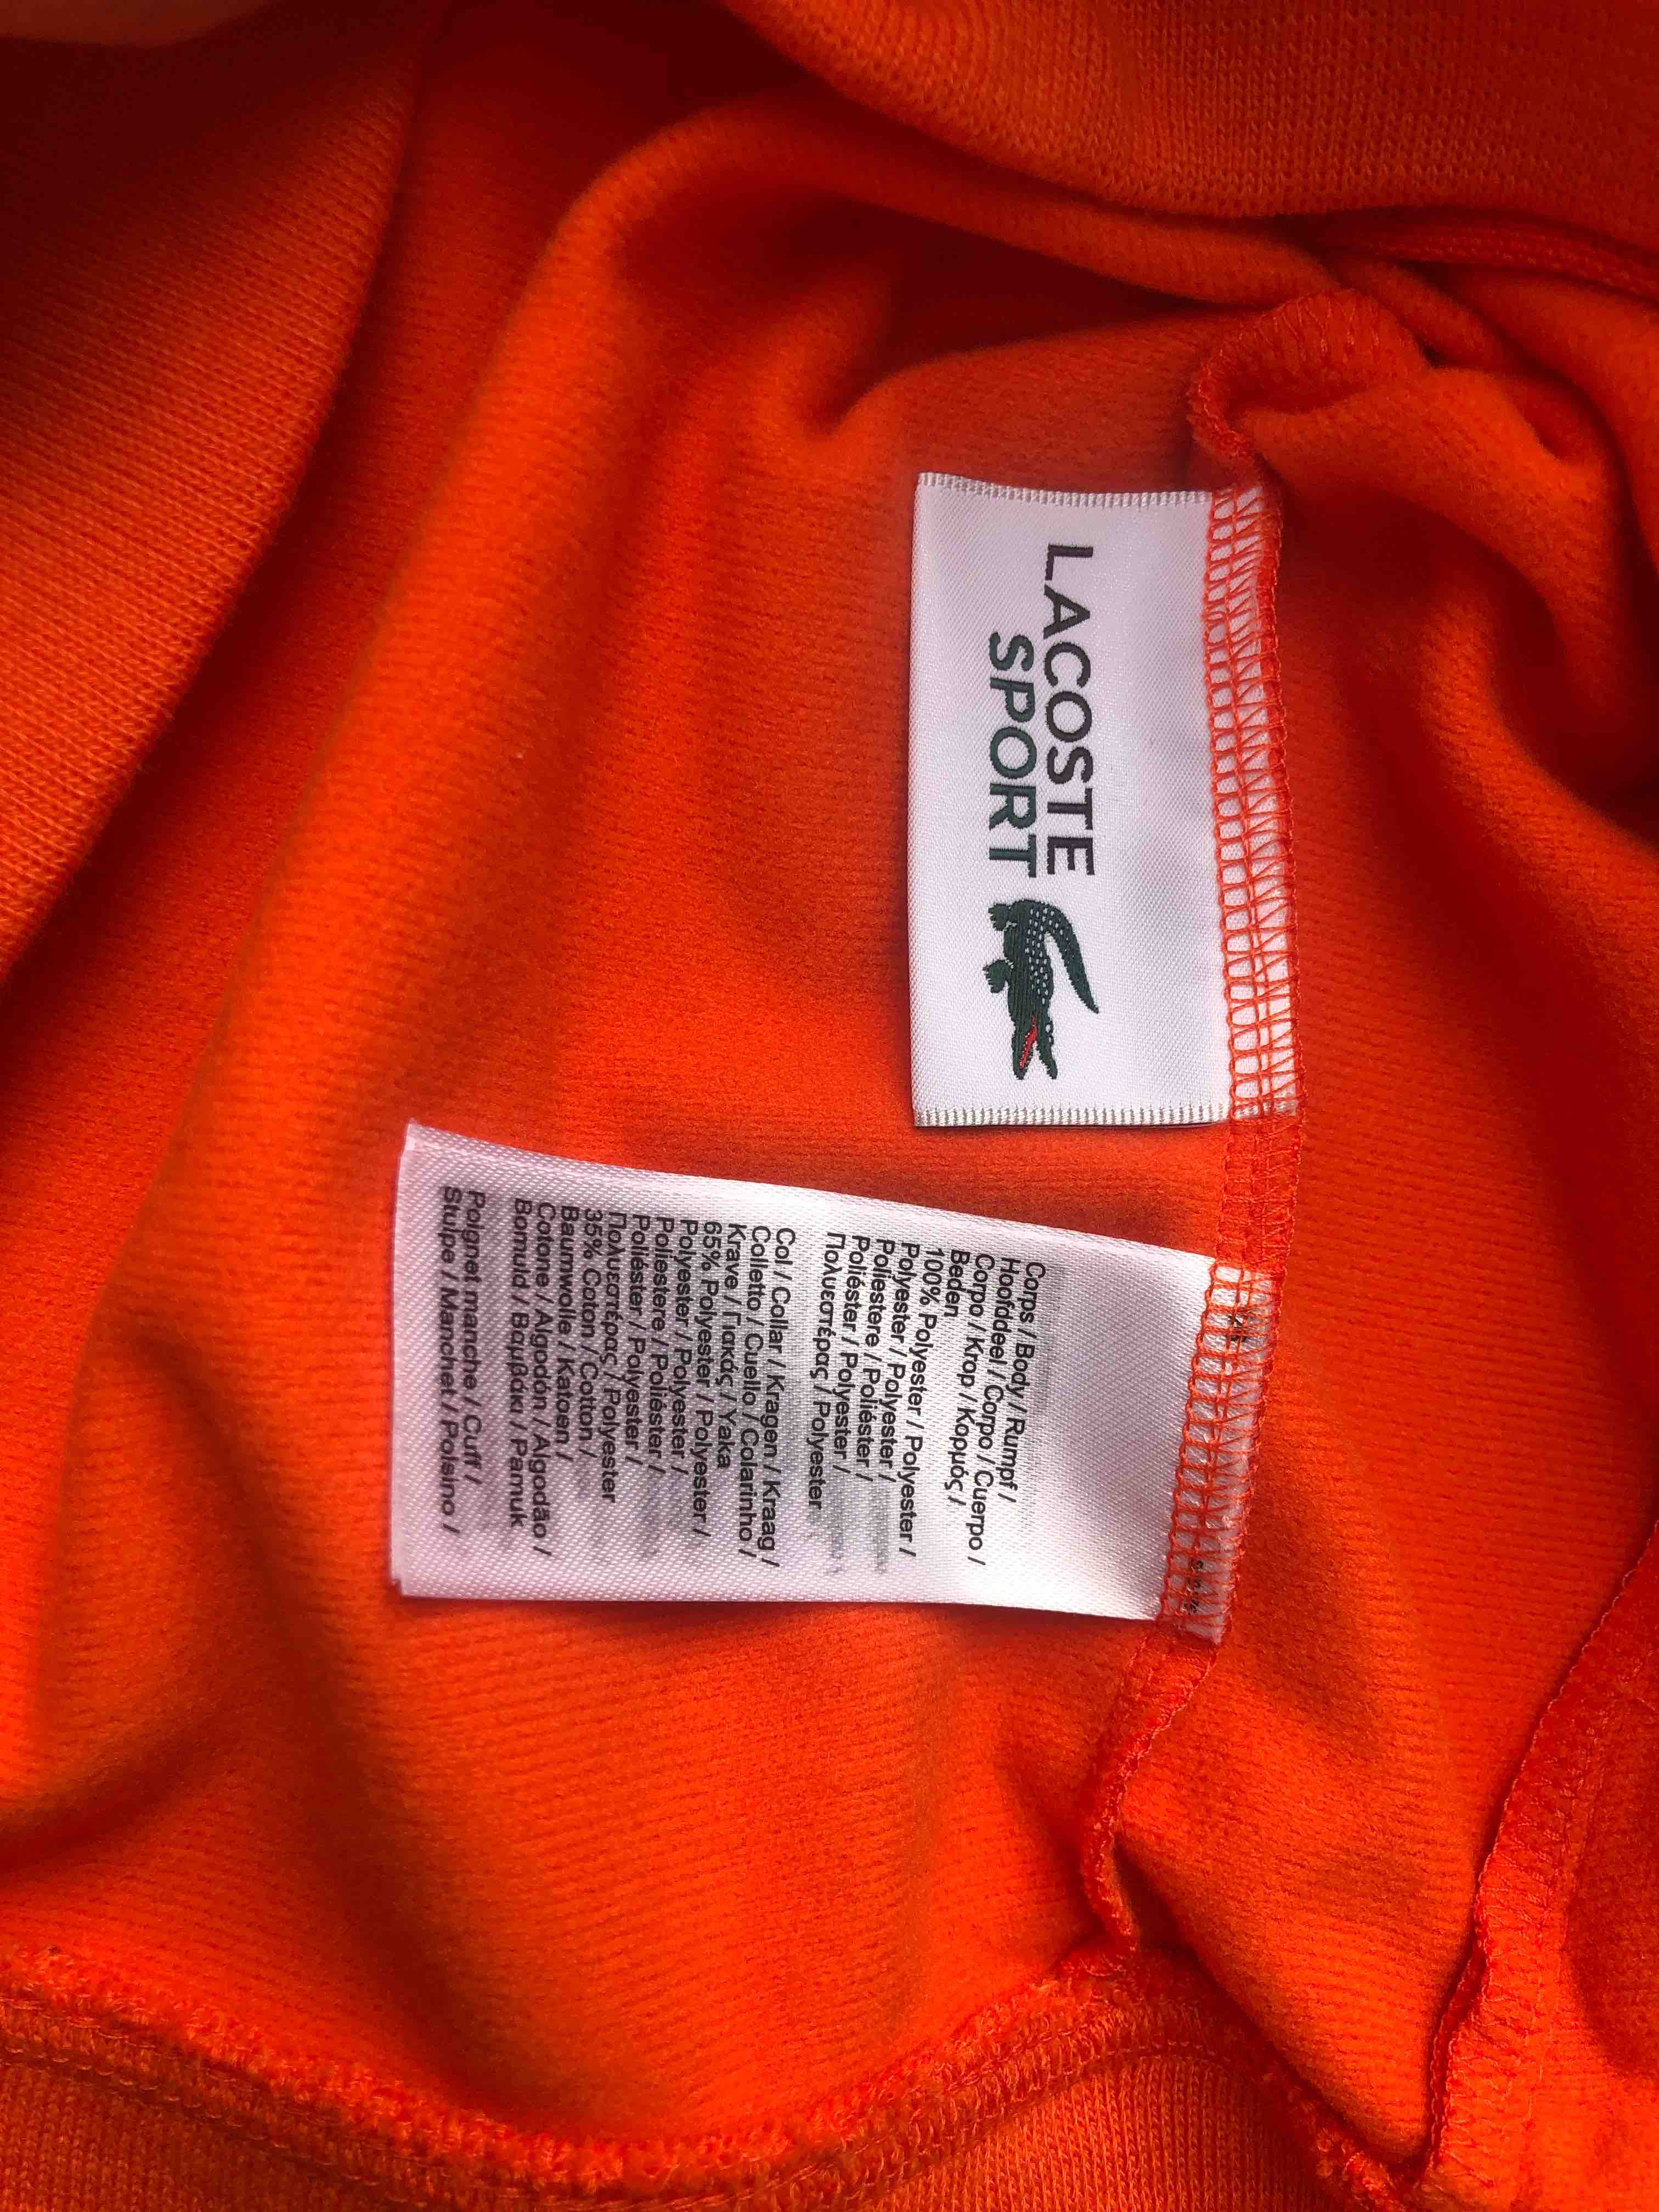 LACOSTE
SPORT
Corps / Body / Rumpf /
Hoofddeel / Corpo / Cuerpo /
Corpo / Krop / Κορμός /
Beden
100% Polyester / Polyester /
Polyester / Polyester /
Poliestere / Poliéster /
Poliéster / Polyester /
Πολυεστέρας / Polyester
Col / Collar / Kragen / Kraag /
Colletto / Cuello / Colarinho /
Krave / Γιακάς / Yaka
65% Polyester / Polyester /
Polyester / Polyester /
Poliestere / Poliéster /
Poliéster / Polyester /
Πολυεστέρας / Polyester
35% Coton / Cotton /
Baumwolle / Katoen /
Cotone / Algodón / Algodão /
Bomuld / Βαμβάκι / Pamuk
Poignet manche / Cuff /
Stulpe / Manchet / Polsino /